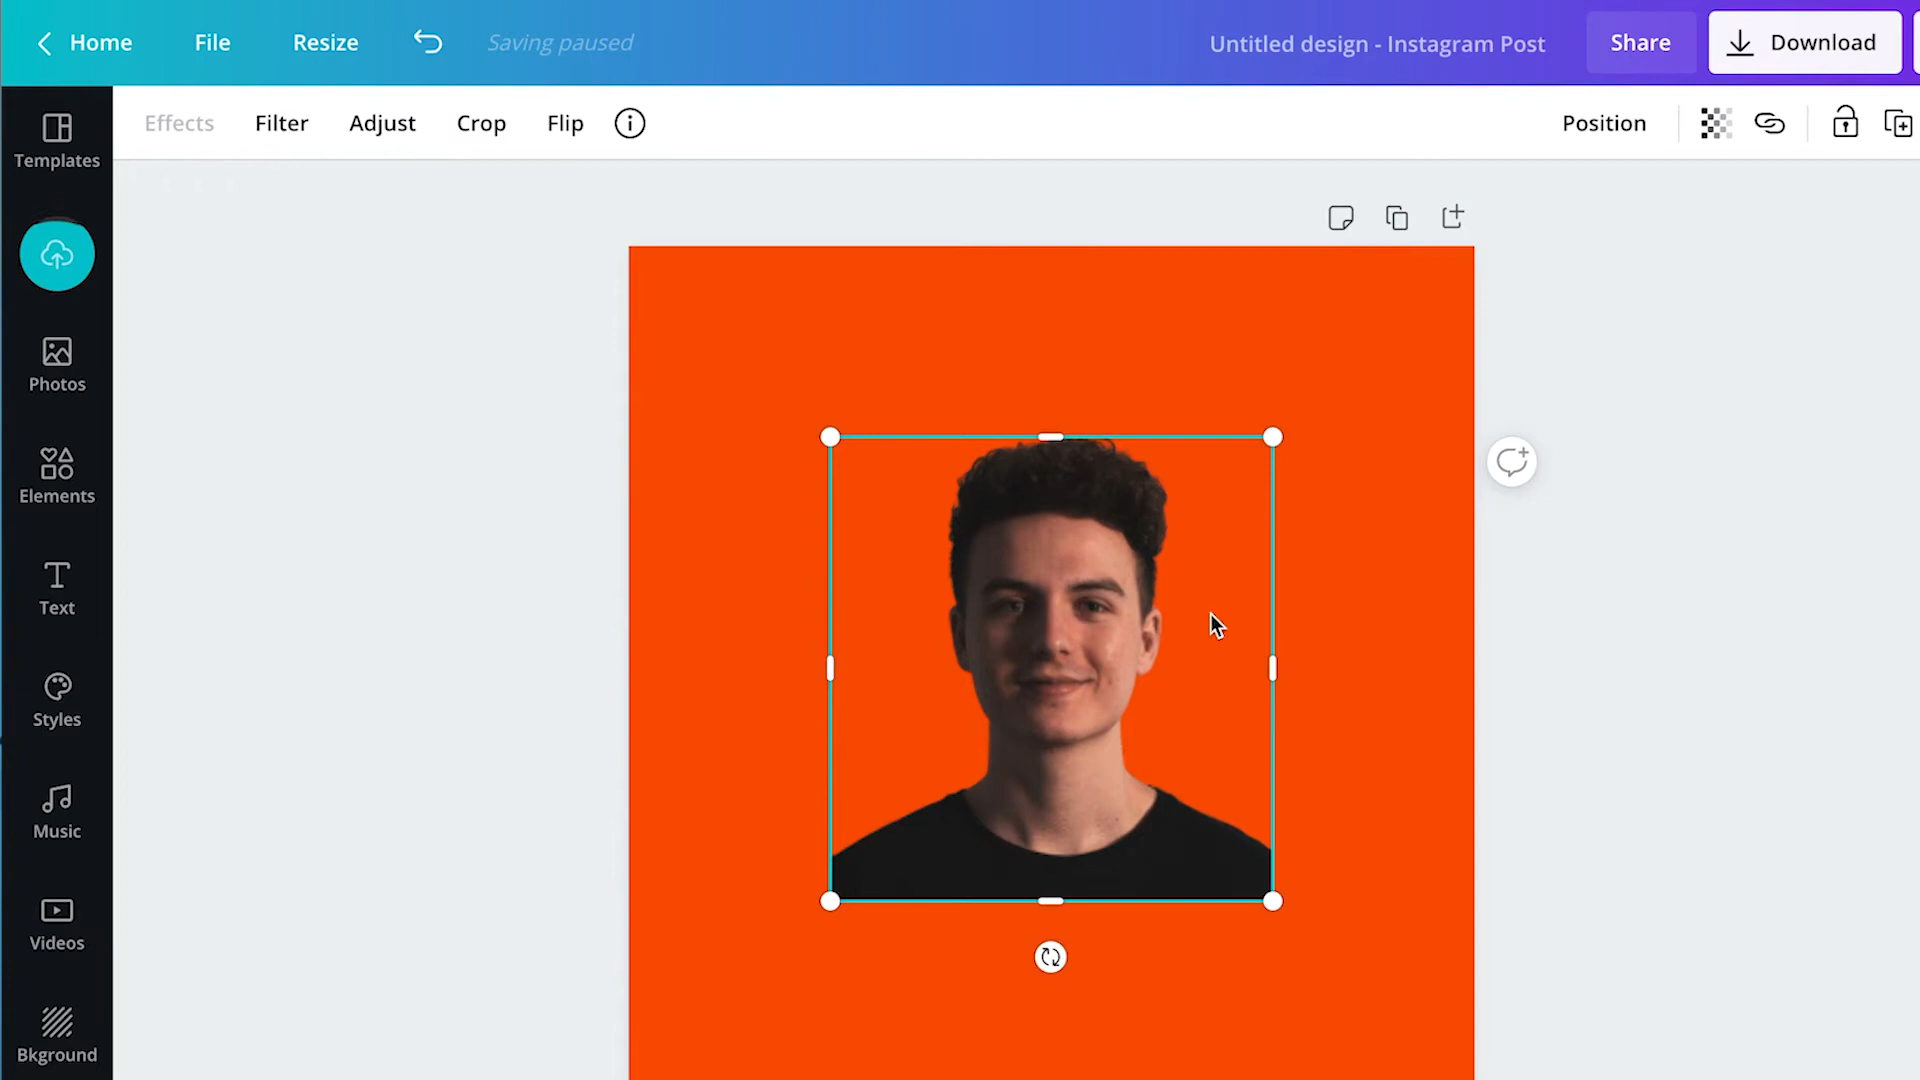 Home
File
Resize
Saving paused
Untitled design - Instagram Post
Share
Download
Effects
Filter
Adjust
Crop
Flip
Position
Templates
Photos
Elements
Text
Styles
Music
Videos
Bkground